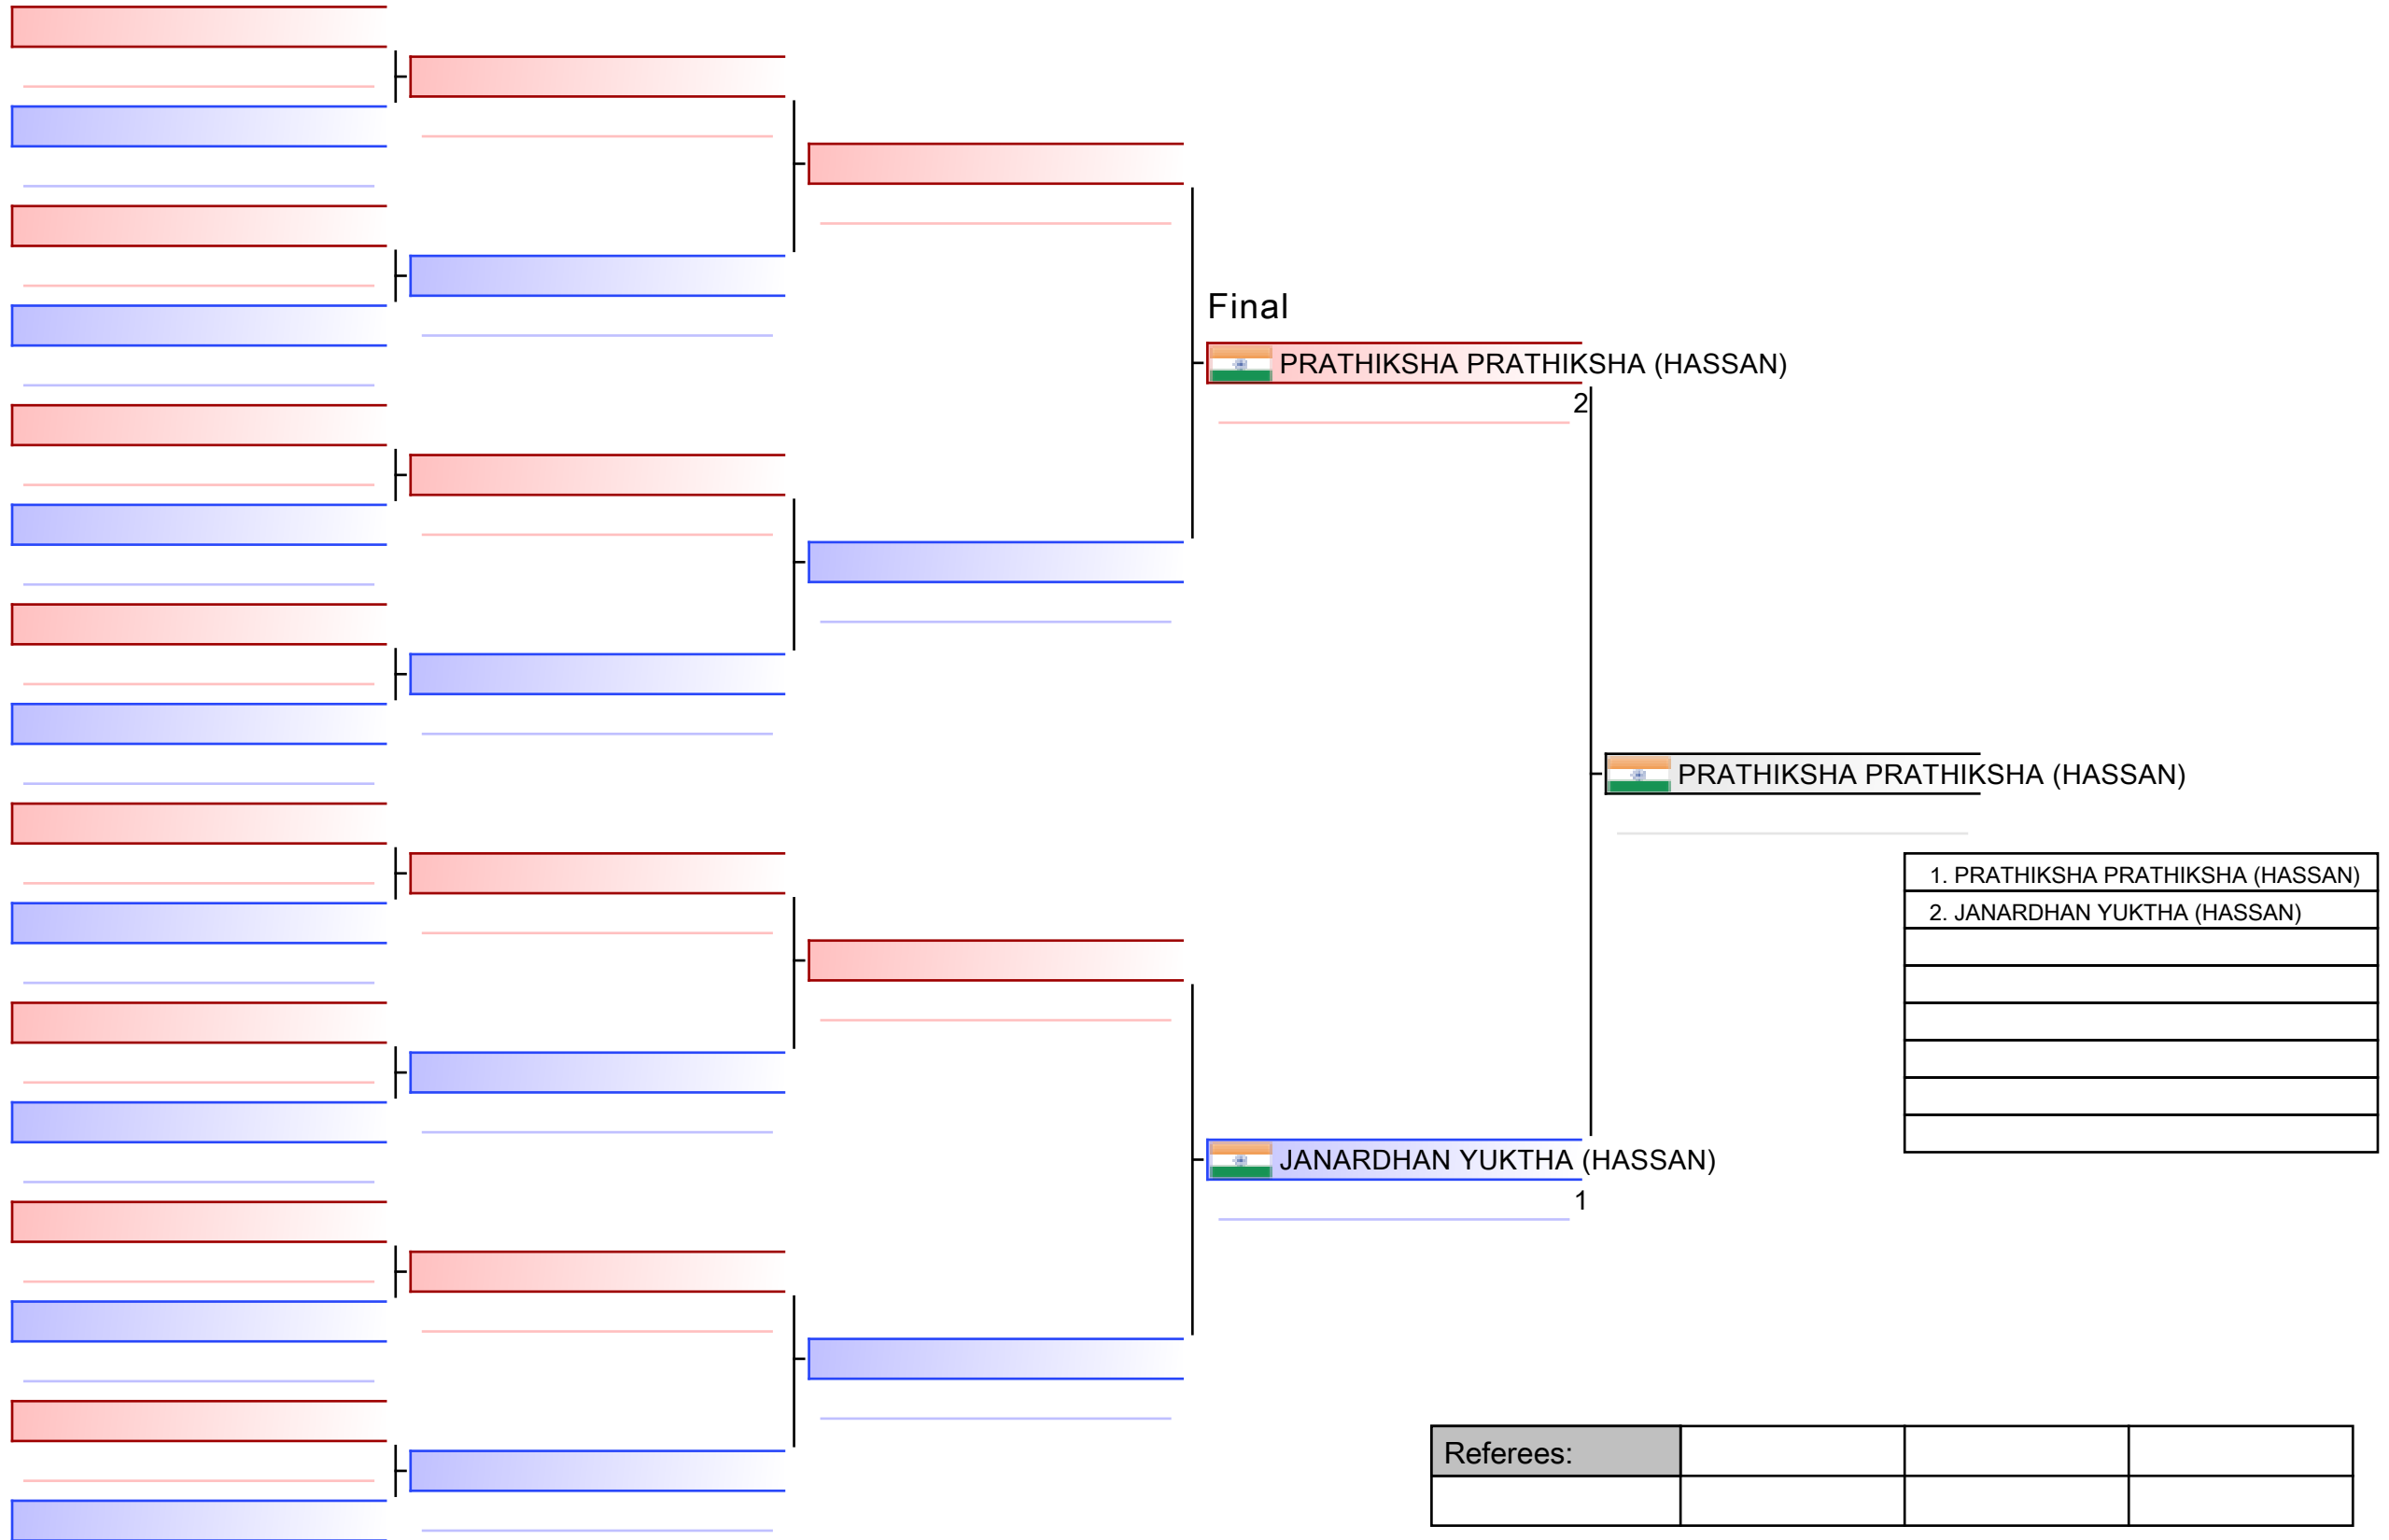 Final
PRATHIKSHA PRATHIKSHA (HASSAN)
2
PRATHIKSHA PRATHIKSHA (HASSAN)
1. PRATHIKSHA PRATHIKSHA (HASSAN)
2. JANARDHAN YUKTHA (HASSAN)
JANARDHAN YUKTHA (HASSAN)
1
Referees: